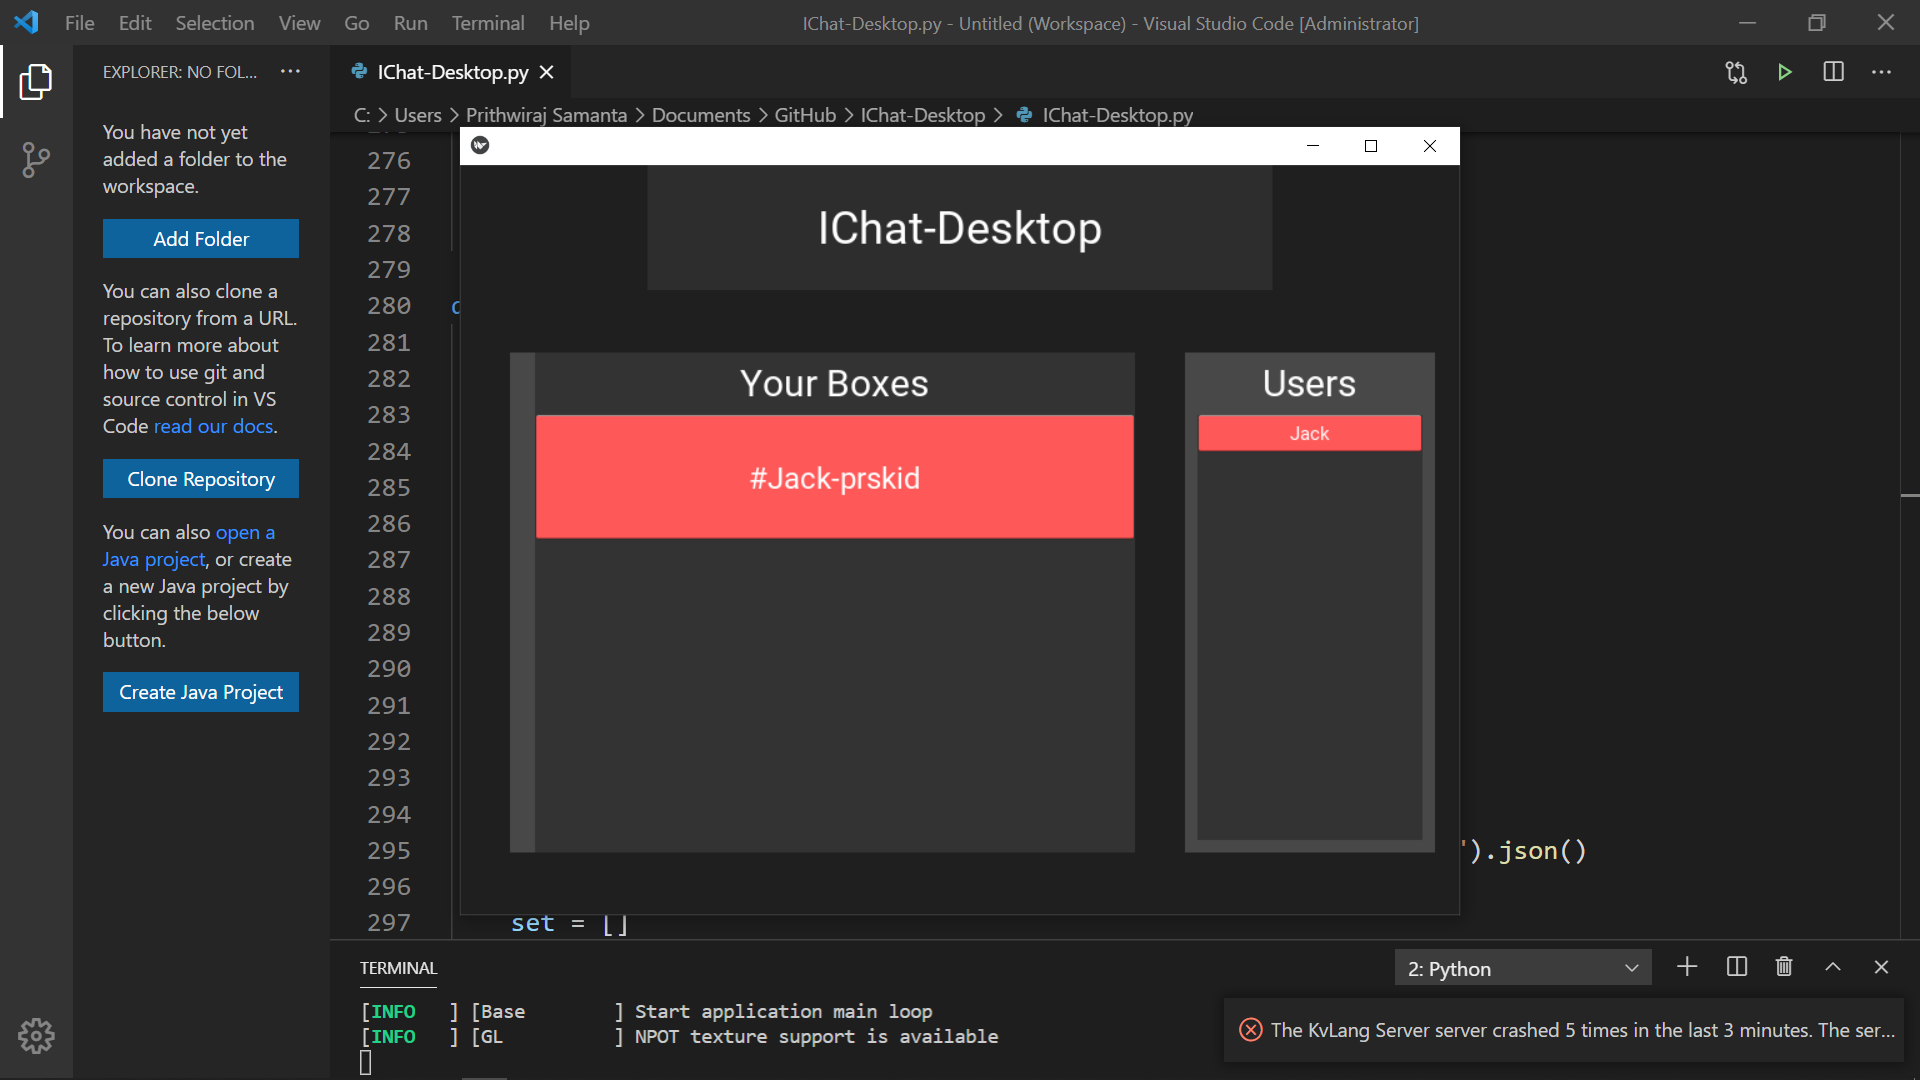 File Edit Selection View Go Run Terminal Help
IChat-Desktop.py - Untitled (Workspace) - Visual Studio Code [Administrator]
EXPLORER: NO FOL...
IChat-Desktop.py
C: > Users > Prithwiraj Samanta > Documents > GitHub > IChat-Desktop > IChat-Desktop.py
You have not yet
added a folder to the
workspace.
Add Folder
You can also clone a
repository from a URL.
To learn more about
how to use git and
source control in VS
Code read our docs.
Clone Repository
You can also open a
Java project, or create
a new Java project by
clicking the below
button.
Create Java Project
276
277
278
279
280
281
282
283
284
285
286
287
288
289
290
291
292
293
294
295 ').json()
296
297 set = []
IChat-Desktop
Your Boxes
#Jack-prskid
Users
Jack
TERMINAL
2: Python
[INFO ] [Base ] Start application main loop
[INFO ] [GL ] NPOT texture support is available
The KvLang Server server crashed 5 times in the last 3 minutes. The ser...